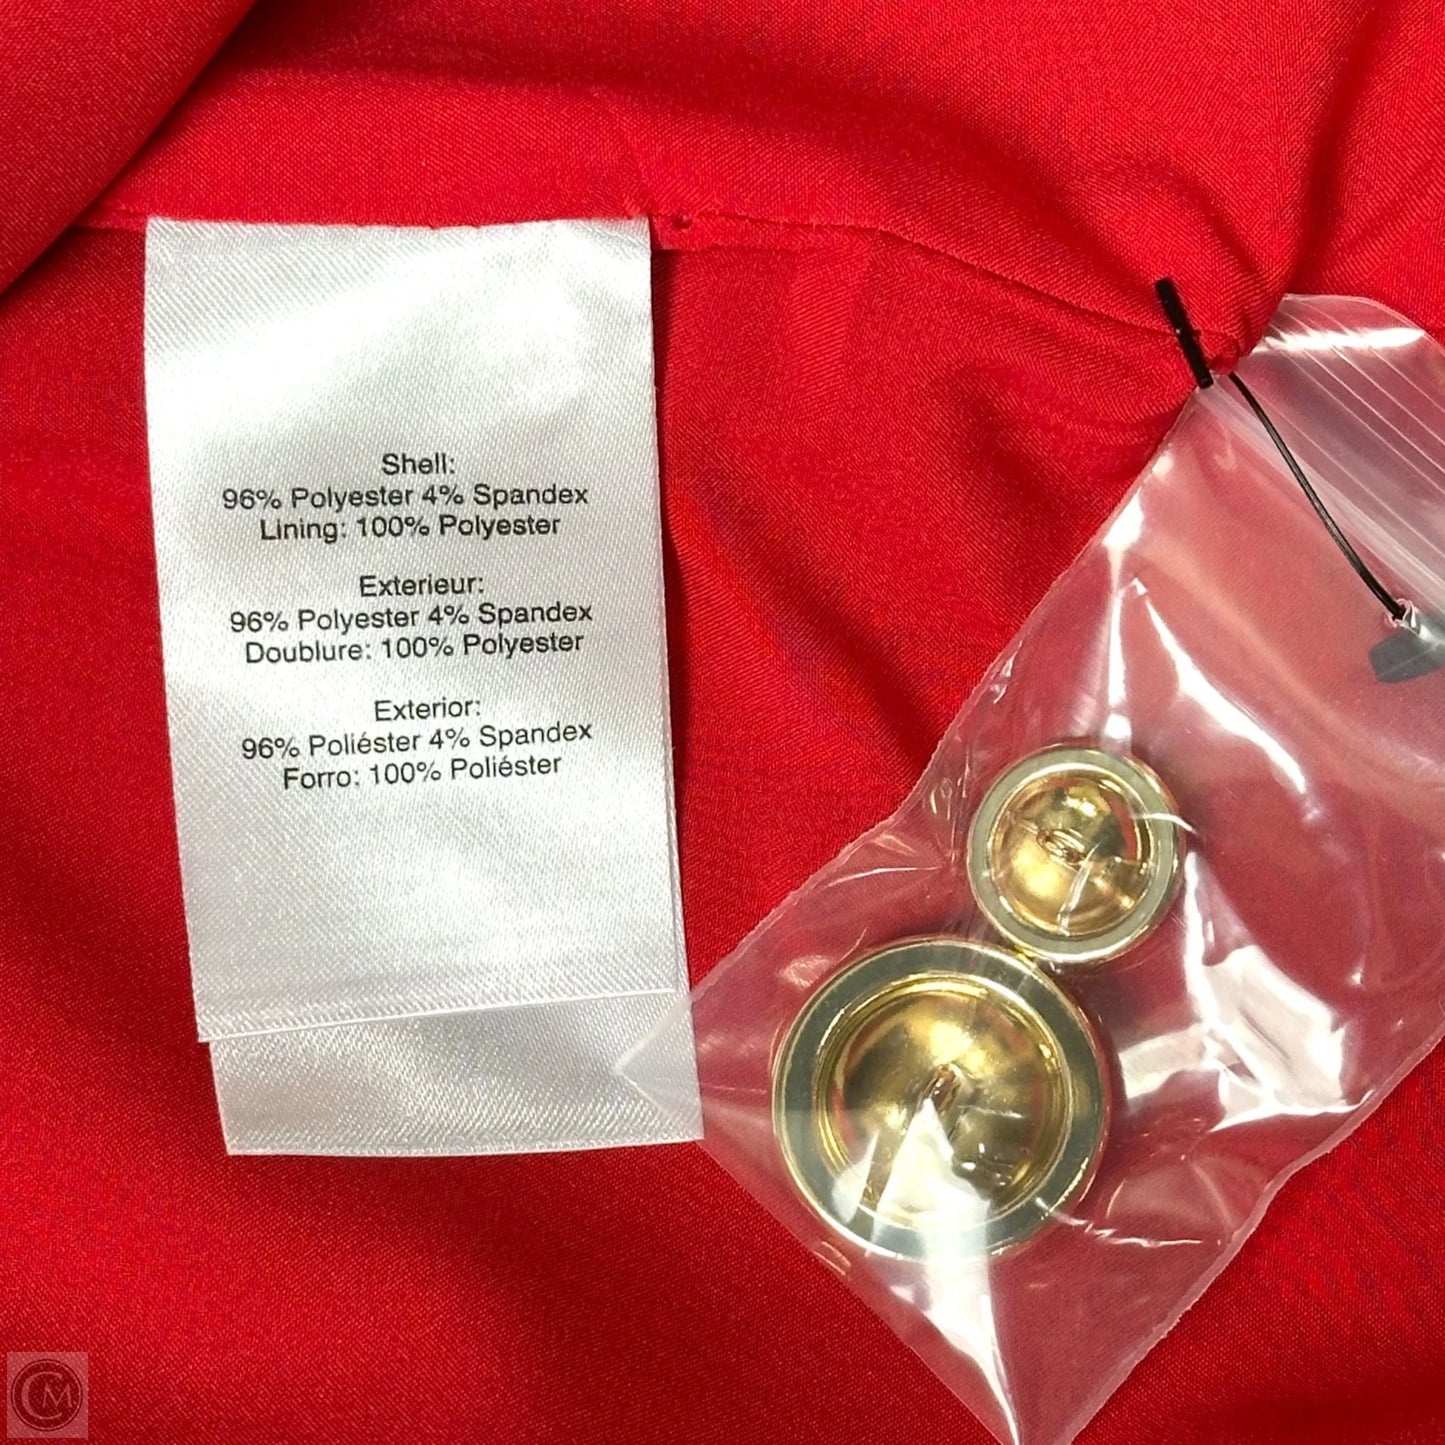 Shell:
96% Polyester 4% Spandex
Lining: 100% Polyester
Exterieur:
96% Polyester 4% Spandex
Doublure: 100% Polyester
Exterior:
96% Poliéster 4% Spandex
Forro: 100% Poliéster
CM